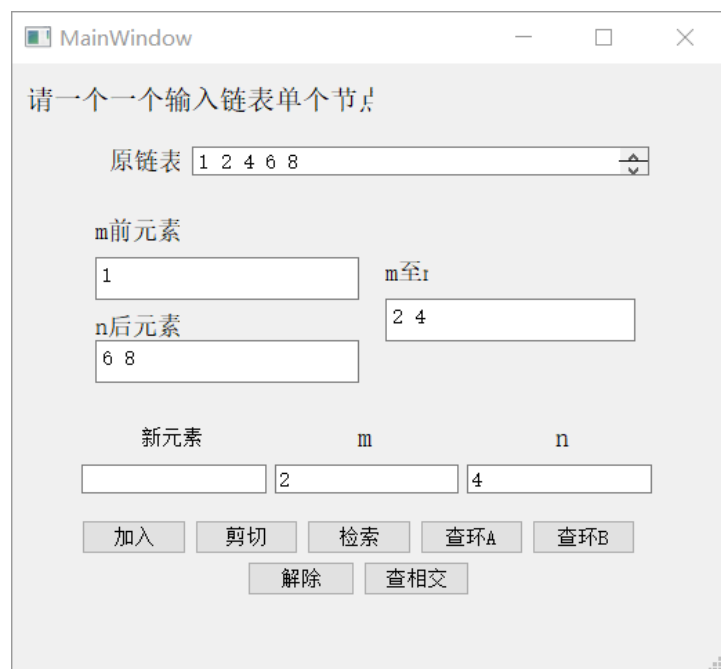 MainWindow
请一个一个输入链表单个节
原链表 1 2 4 6 8
m前元素
1
m至
2 4
n后元素
6 8
新元素 m n
2 4
加入 剪切 检索 查环A 查环B
解除 查相交